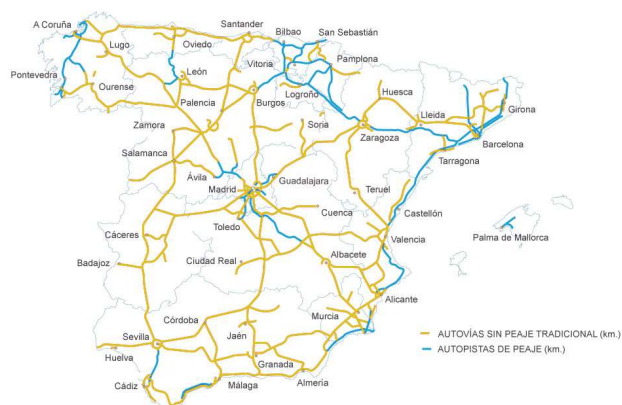 A Coruña
Santander
Bilbao
San Sebastián
Lugo
Oviedo
Vitoria
Pamplona
Pontevedra
León
Ourense
Logroño
Huesca
Palencia
Burgos
Lleida
Girona
Zamora
Soria
Zaragoza
Barcelona
Salamanca
Tarragona
Ávila
Madrid
Guadalajara
Teruel
Castellón
Cuenca
Toledo
Cáceres
Valencia
Palma de Mallorca
Badajoz
Ciudad Real
Albacete
Alicante
Murcia
Córdoba
Sevilla
Jaén
Huelva
Granada
Cádiz
Málaga
Almería
AUTOVÍAS SIN PEAJE TRADICIONAL (km.)
AUTOPISTAS DE PEAJE (km.)